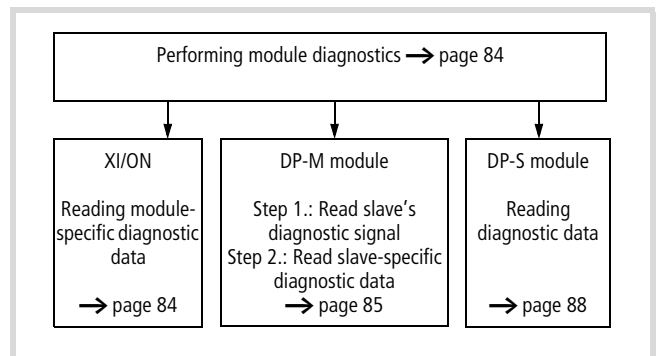 Performing module diagnostics → page 84
XI/ON
Reading module-
specific diagnostic
data
→ page 84
DP-M module
Step 1.: Read slave’s
diagnostic signal
Step 2.: Read slave-specific
diagnostic data
→ page 85
DP-S module
Reading
diagnostic data
→ page 88